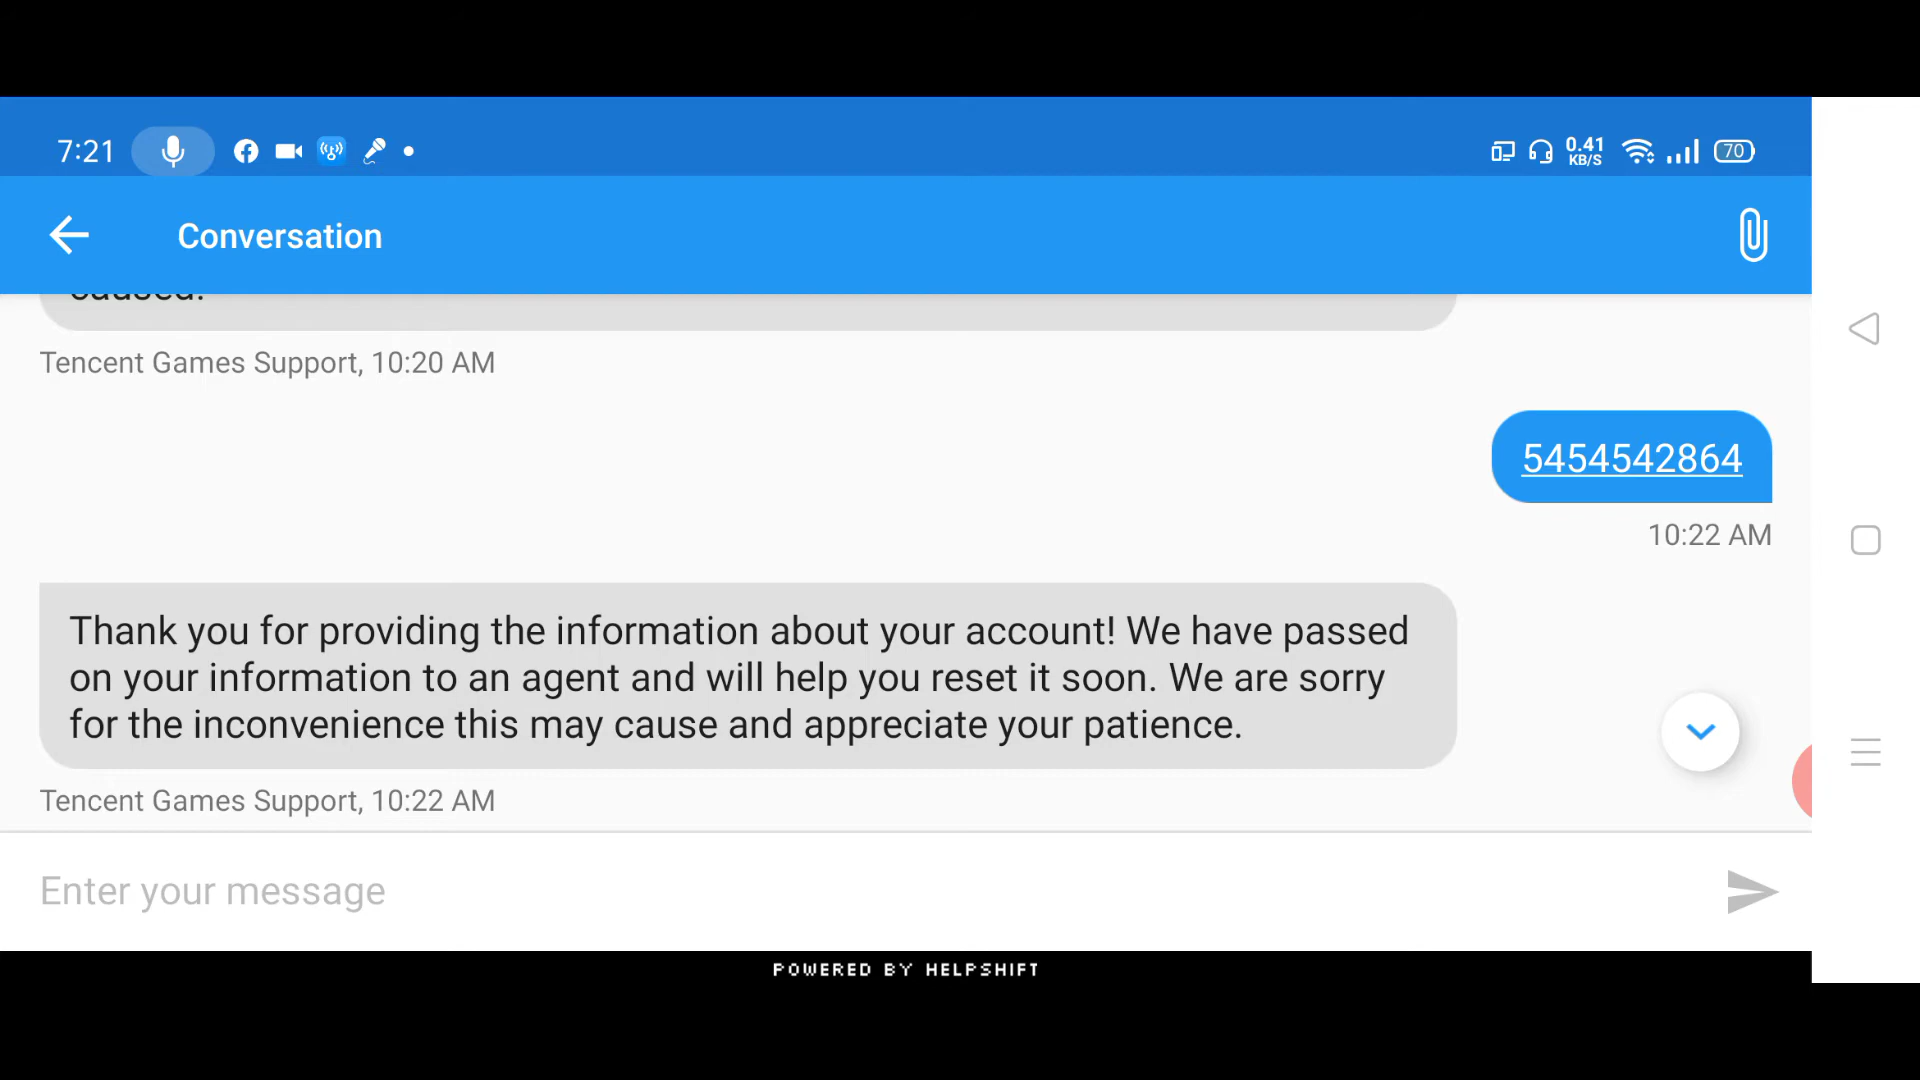 7:21
0.41
KB/S
70
Conversation
caused.
Tencent Games Support, 10:20 AM
5454542864
10:22 AM
Thank you for providing the information about your account! We have passed
on your information to an agent and will help you reset it soon. We are sorry
for the inconvenience this may cause and appreciate your patience.
Tencent Games Support, 10:22 AM
Enter your message
POWERED BY HELPSHIFT